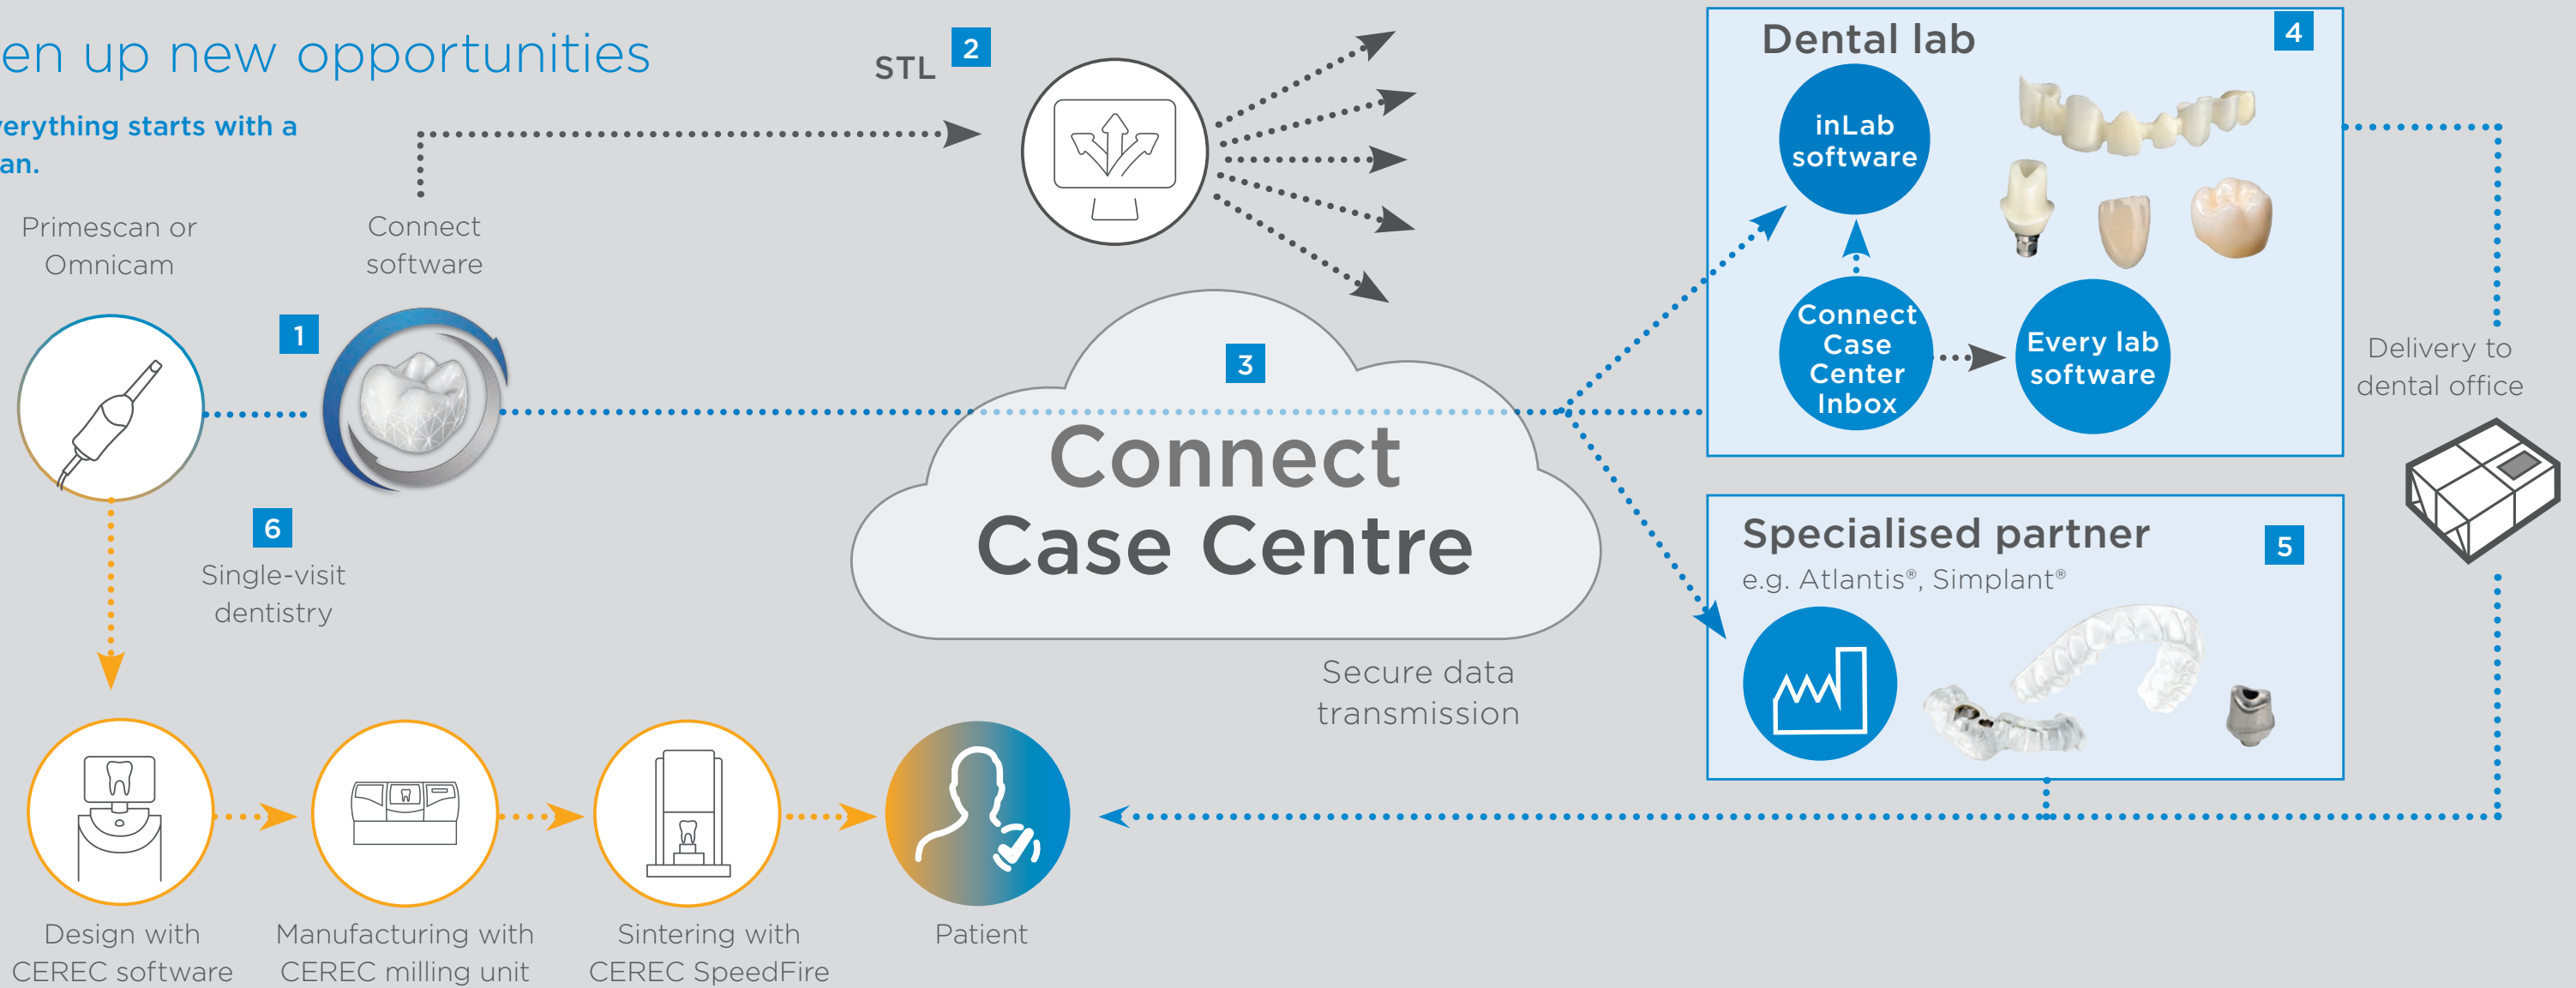 en up new opportunities
verything starts with a
an.
Primescan or
Omnicam
1
Connect
software
STL
2
3
Connect
Case Centre
Secure data
transmission
Dental lab
4
inLab
software
Connect
Case
Center
Inbox
Every lab
software
Delivery to
dental office
Specialised partner
5
e.g. Atlantis®, Simplant®
6
Single-visit
dentistry
Design with
CEREC software
Manufacturing with
CEREC milling unit
Sintering with
CEREC SpeedFire
Patient